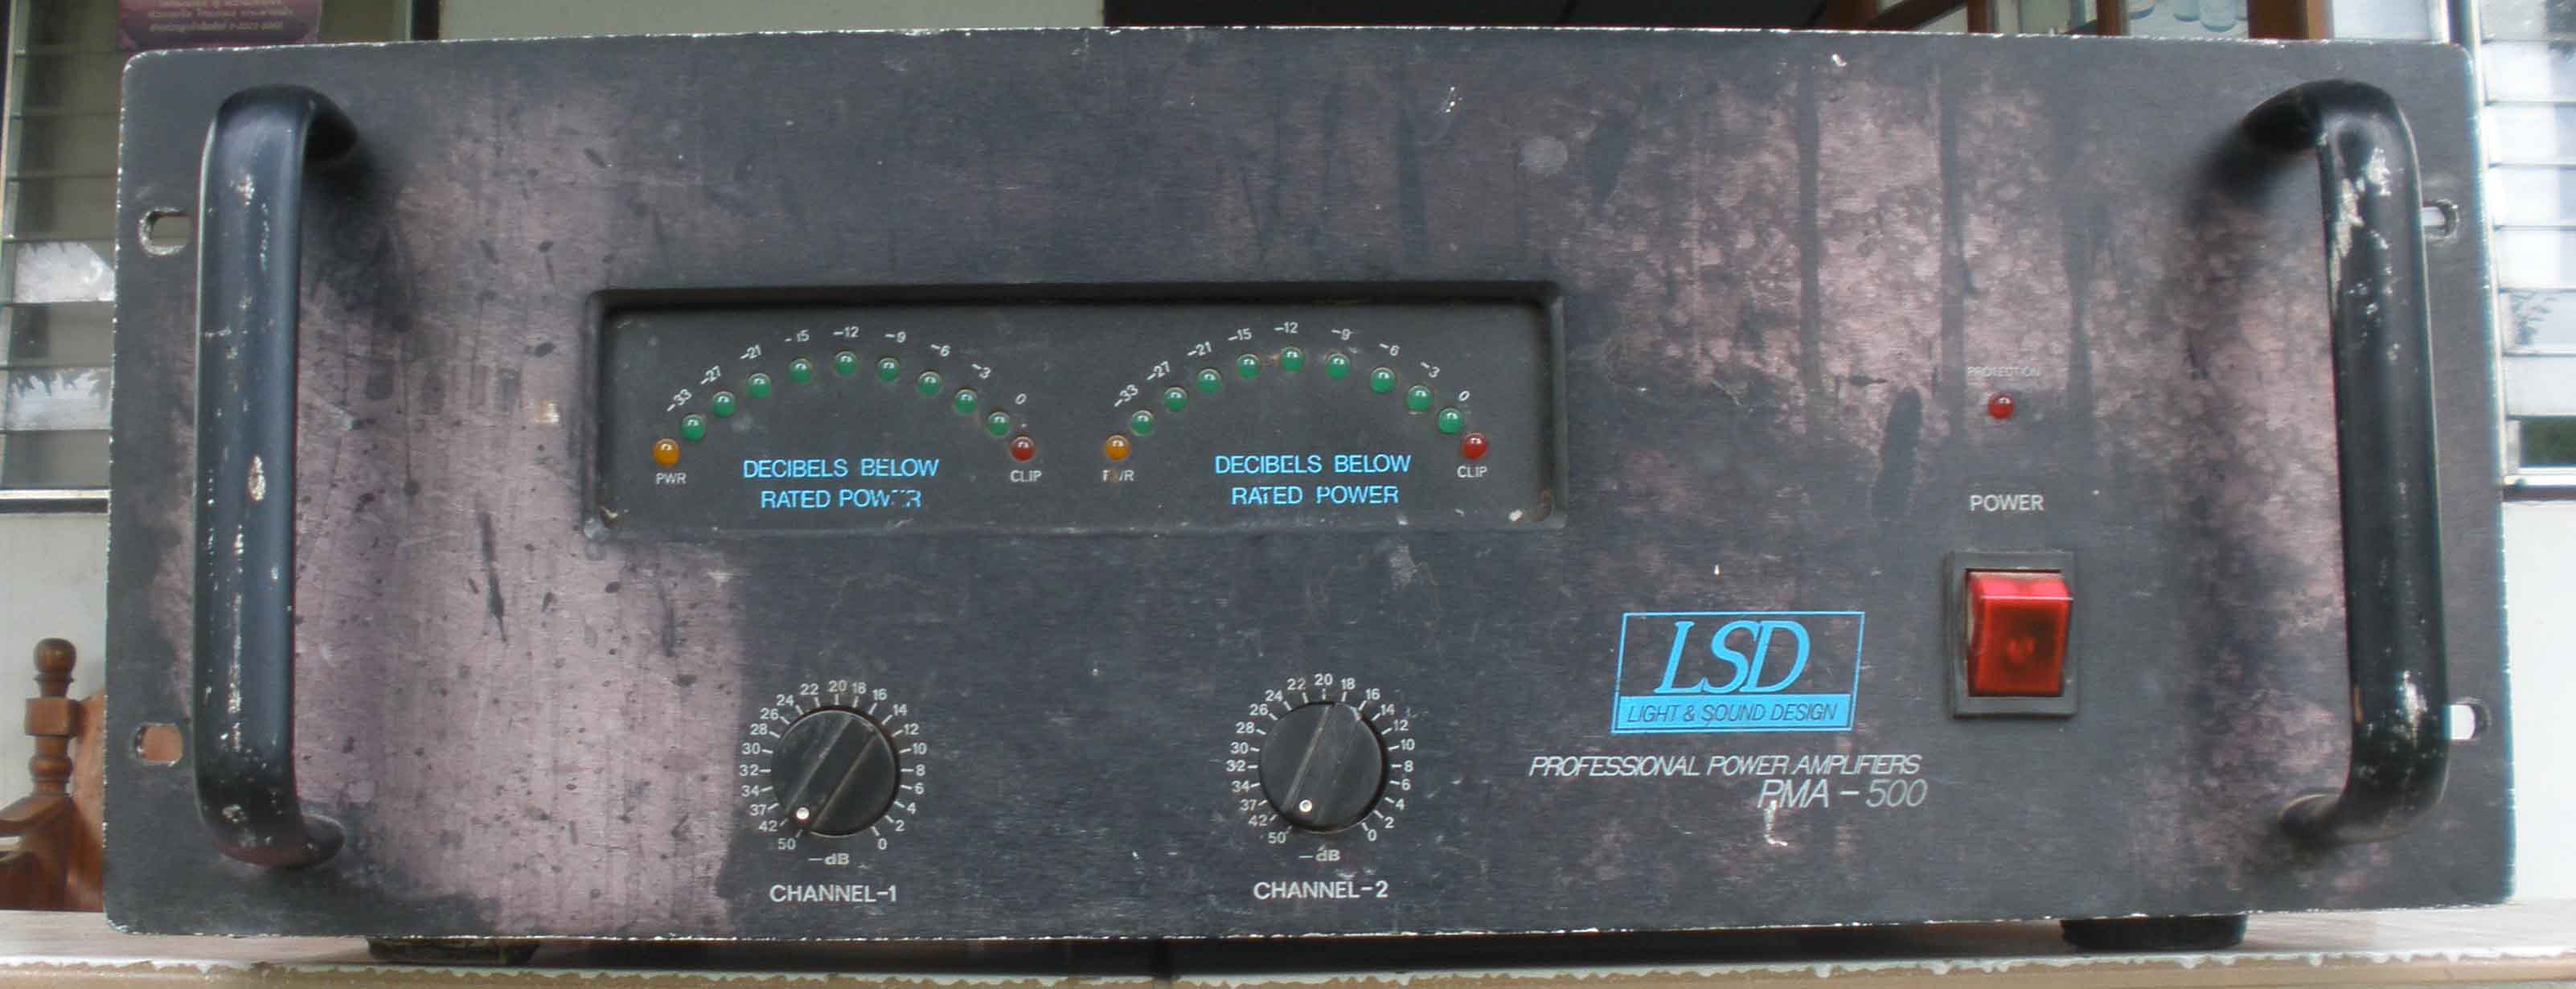 -33 -27 -21 -15 -12 -9 -6 -3 0
PWR
DECIBELS BELOW
RATED POWER
CLIP
-33 -27 -21 -15 -12 -9 -6 -3 0
PWR
DECIBELS BELOW
RATED POWER
CLIP
PROTECTION
POWER
50 42 37 34 32 30 28 26 24 22 20 18 16 14 12 10 8 6 4 2 0
-dB
CHANNEL-1
50 42 37 34 32 30 28 26 24 22 20 18 16 14 12 10 8 6 4 2 0
-dB
CHANNEL-2
LSD
LIGHT & SOUND DESIGN
PROFESSIONAL POWER AMPLIFIERS
PMA-500